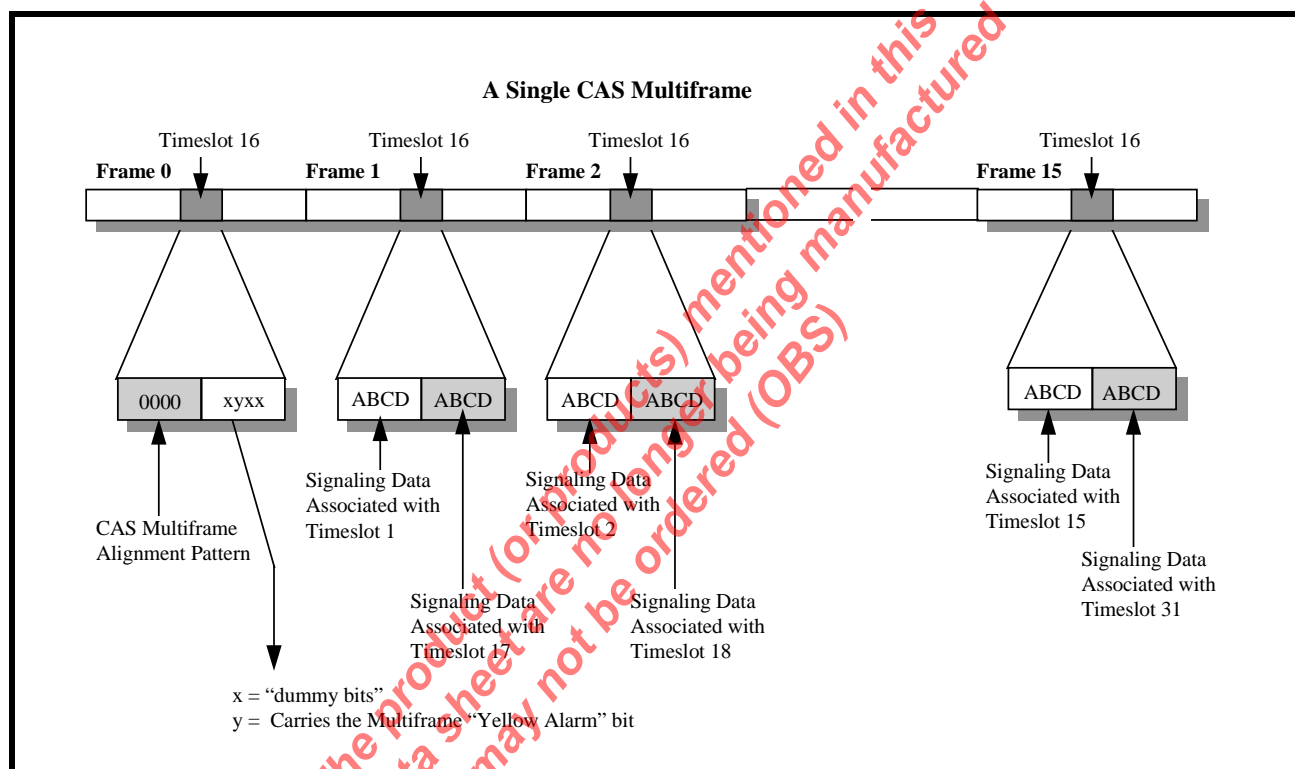 A Single CAS Multiframe
Timeslot 16
Timeslot 16
Timeslot 16
Timeslot 16
Frame 0
Frame 1
Frame 2
Frame 15
0000
xyxx
ABCD
ABCD
ABCD
ABCD
ABCD
ABCD
CAS Multiframe
Alignment Pattern
Signaling Data
Associated with
Timeslot 1
Signaling Data
Associated with
Timeslot 17
Signaling Data
Associated with
Timeslot 2
Signaling Data
Associated with
Timeslot 18
Signaling Data
Associated with
Timeslot 15
Signaling Data
Associated with
Timeslot 31
x = “dummy bits”
y = Carries the Multiframe “Yellow Alarm” bit
product (or products) mentioned in this
sheet are no longer being manufactured
may not be ordered (OBS)